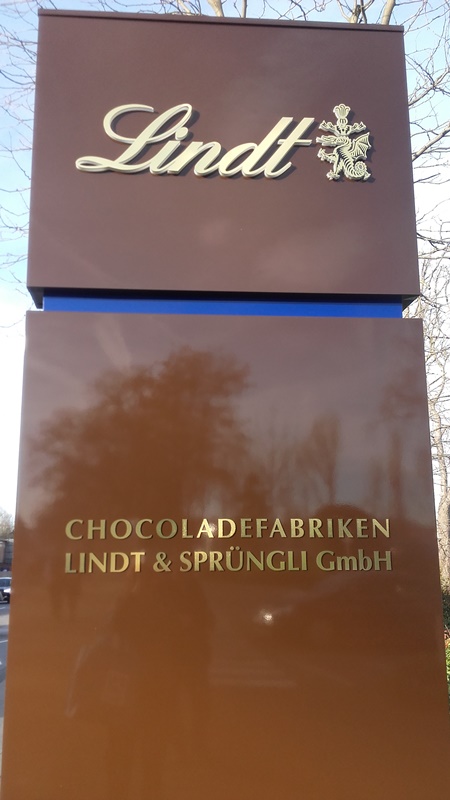 Lindt
CHOCOLADEFABRIKEN
LINDT & SPRÜNGLI GmbH